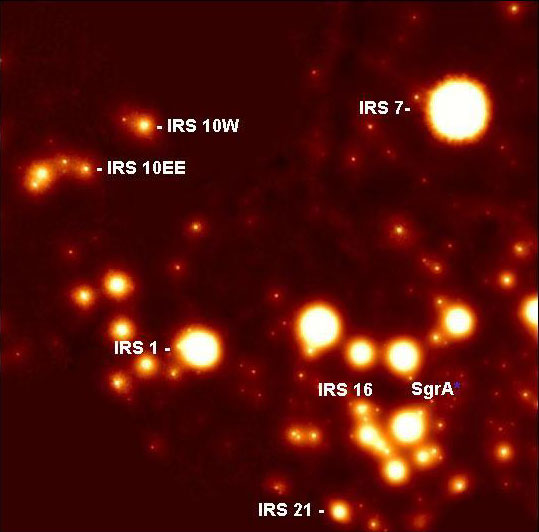 IRS 7-
- IRS 10W
- IRS 10EE
IRS 1 -
IRS 16
SgrA*
IRS 21 -